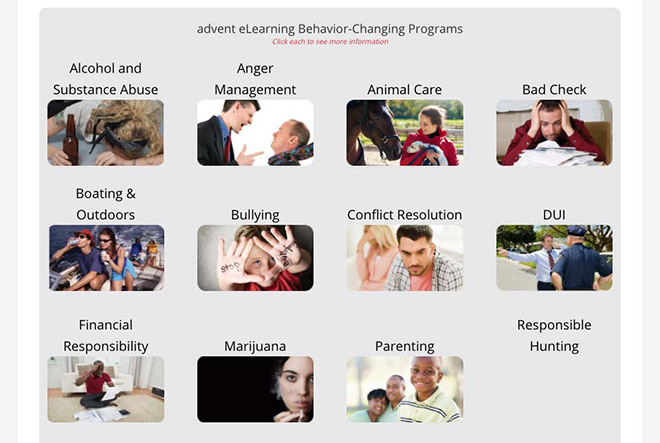 advent eLearning Behavior-Changing Programs
Click each to see more information
Alcohol and
Substance Abuse
Anger
Management
Animal Care
Bad Check
Boating &
Outdoors
Bullying
Conflict Resolution
DUI
Stop
Financial
Responsibility
Marijuana
Parenting
Responsible
Hunting